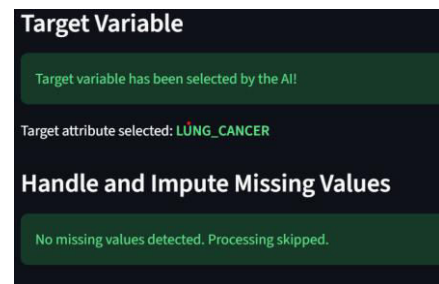 Target Variable
Target variable has been selected by the AI!
Target attribute selected: LUNG_CANCER
Handle and Impute Missing Values
No missing values detected. Processing skipped.